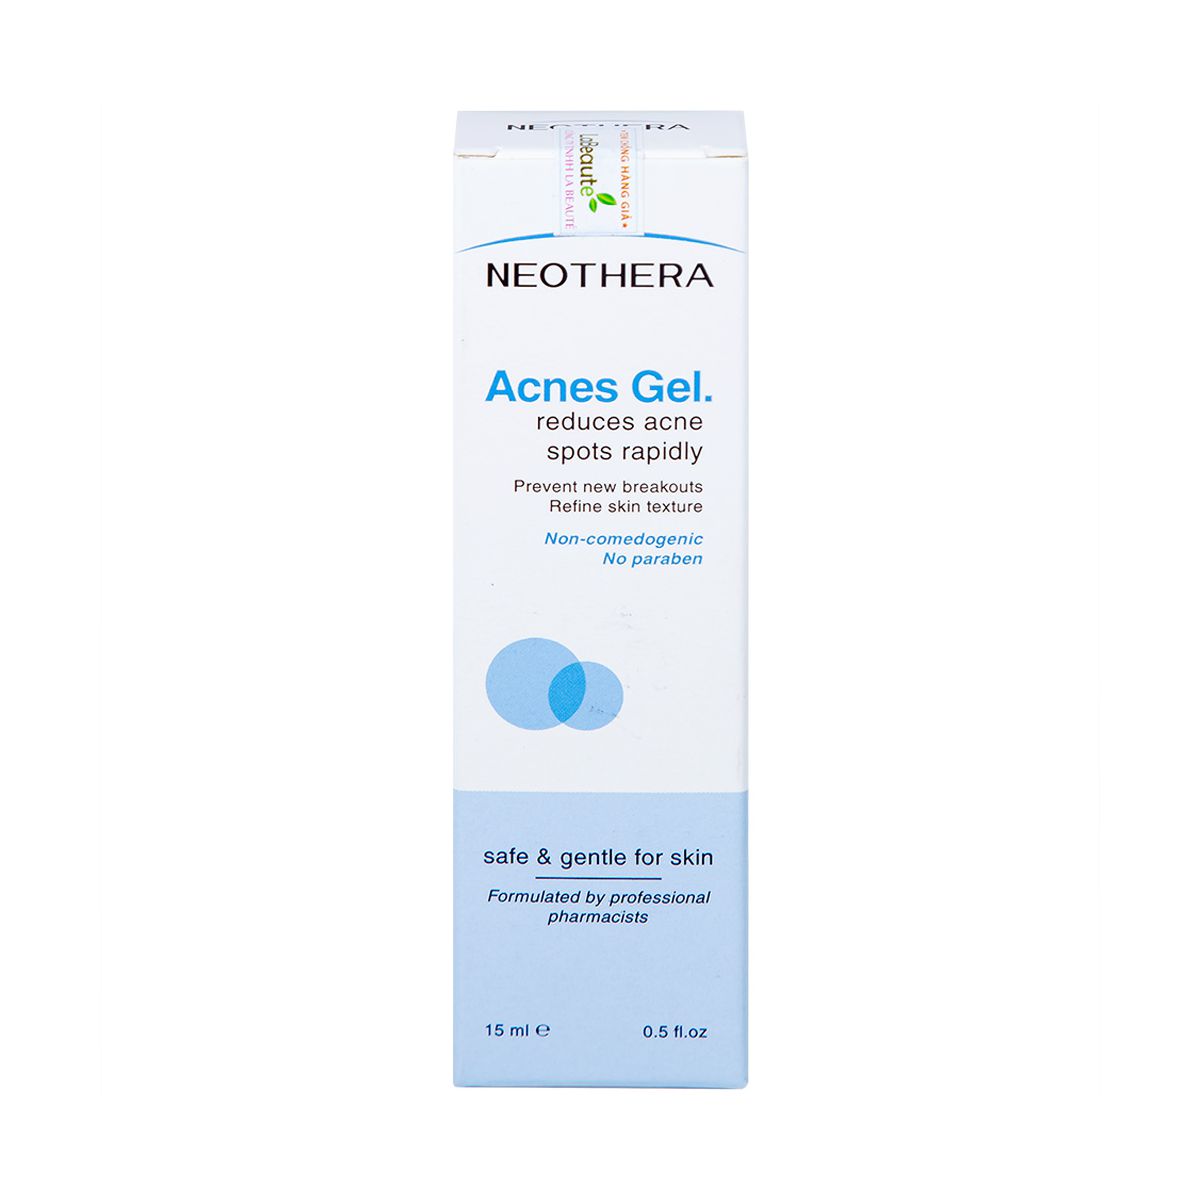 NEOTHERA
LaBeauté
NEOTHERA
Acnes Gel.
reduces acne
spots rapidly
Prevent new breakouts
Refine skin texture
Non-comedogenic
No paraben
safe & gentle for skin
Formulated by professional
pharmacists
15 ml ℮
0.5 fl.oz